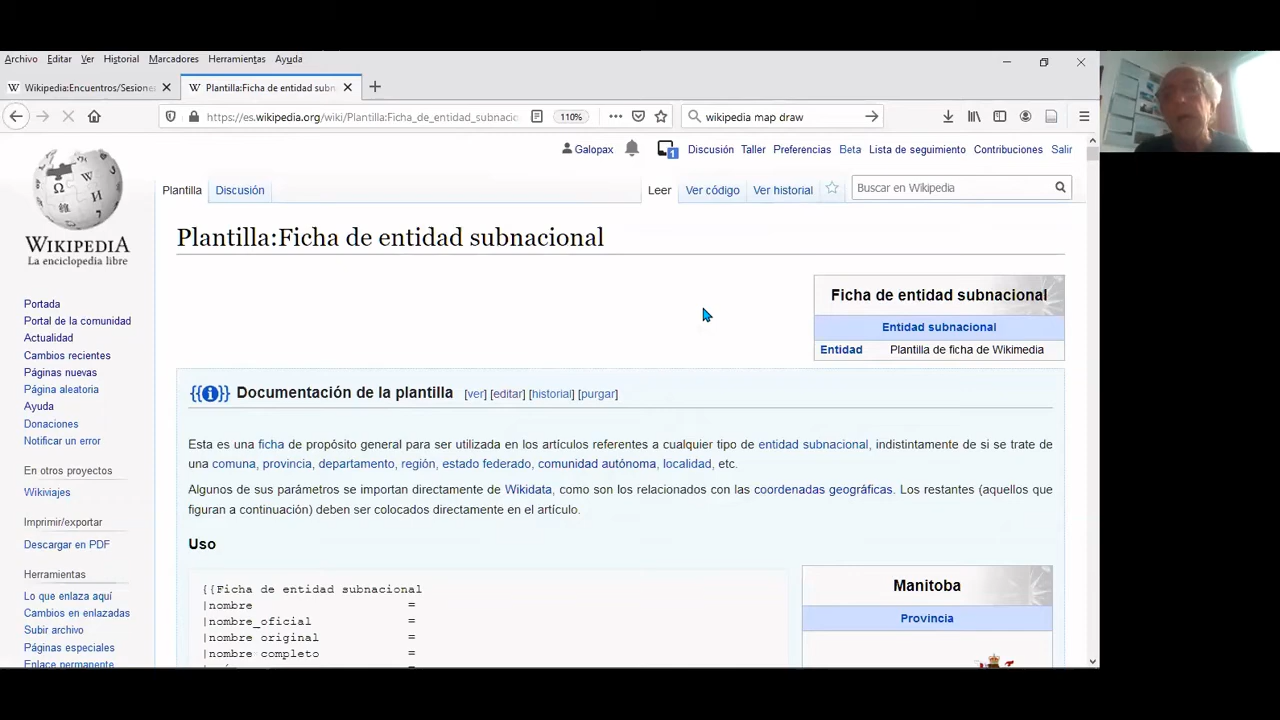 Archivo Editar Ver Historial Marcadores Herramientas Ayuda
Wikipedia:Encuentros/Sesione Plantilla:Ficha de entidad subn
https://es.wikipedia.org/wiki/Plantilla:Ficha_de_entidad_subnacio 110% wikipedia map draw
Galopax 1 Discusión Taller Preferencias Beta Lista de seguimiento Contribuciones Salir
Plantilla Discusión Leer Ver código Ver historial Buscar en Wikipedia
WIKIPEDIA
La enciclopedia libre
Portada
Portal de la comunidad
Actualidad
Cambios recientes
Páginas nuevas
Página aleatoria
Ayuda
Donaciones
Notificar un error
En otros proyectos
Wikiviajes
Imprimir/exportar
Descargar en PDF
Herramientas
Lo que enlaza aquí
Cambios en enlazadas
Subir archivo
Páginas especiales
Enlace permanente
Plantilla:Ficha de entidad subnacional
Ficha de entidad subnacional
Entidad subnacional
Entidad Plantilla de ficha de Wikimedia
Documentación de la plantilla [ver] [editar] [historial] [purgar]
Esta es una ficha de propósito general para ser utilizada en los artículos referentes a cualquier tipo de entidad subnacional, indistintamente de si se trate de
una comuna, provincia, departamento, región, estado federado, comunidad autónoma, localidad, etc.
Algunos de sus parámetros se importan directamente de Wikidata, como son los relacionados con las coordenadas geográficas. Los restantes (aquellos que
figuran a continuación) deben ser colocados directamente en el artículo.
Uso
{{Ficha de entidad subnacional
|nombre =
|nombre_oficial =
|nombre original =
|nombre completo =
Manitoba
Provincia